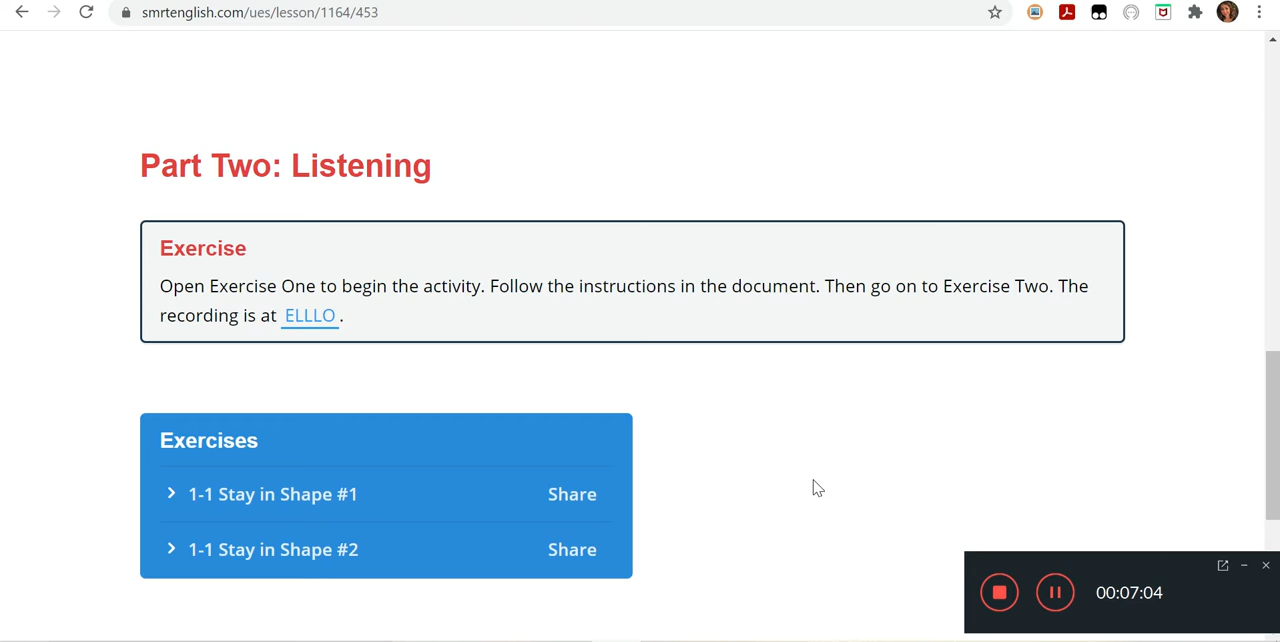 smrtenglish.com/ues/lesson/1164/453
Part Two: Listening
Exercise
Open Exercise One to begin the activity. Follow the instructions in the document. Then go on to Exercise Two. The
recording is at ELLLO.
Exercises
1-1 Stay in Shape #1 Share
1-1 Stay in Shape #2 Share
00:07:04